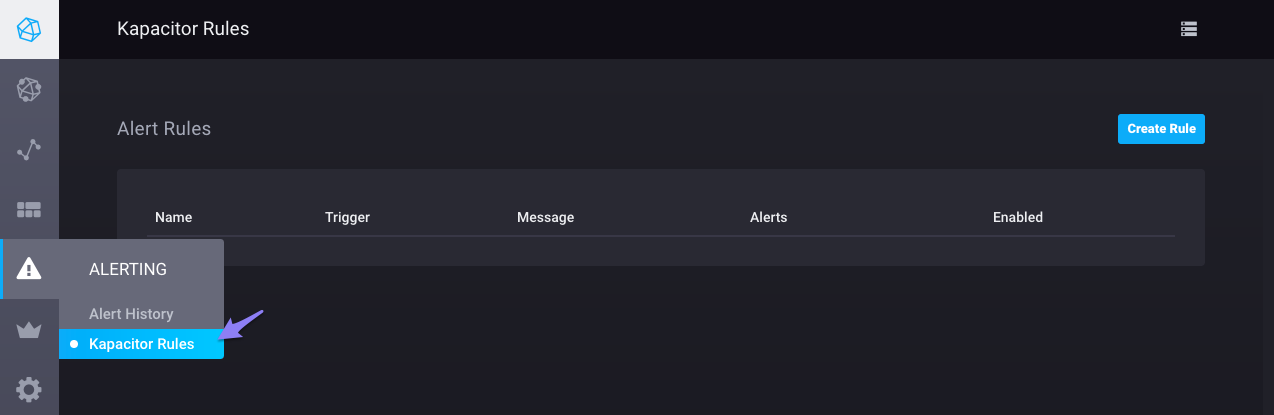 Kapacitor Rules
Alert Rules
Create Rule
Name Trigger Message Alerts Enabled
ALERTING
Alert History
Kapacitor Rules